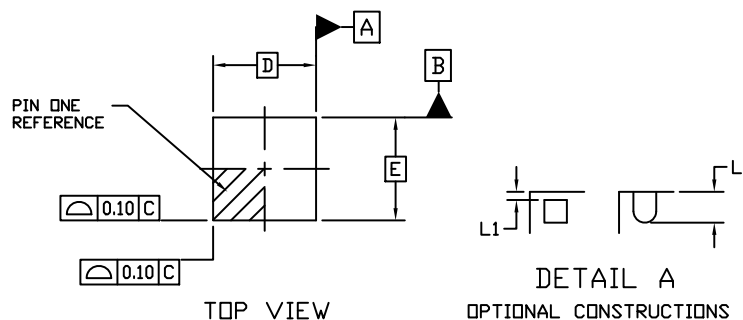 A
D
B
PIN ONE
REFERENCE
E
0.10 C
0.10 C
TOP VIEW
L
L1
DETAIL A
OPTIONAL CONSTRUCTIONS